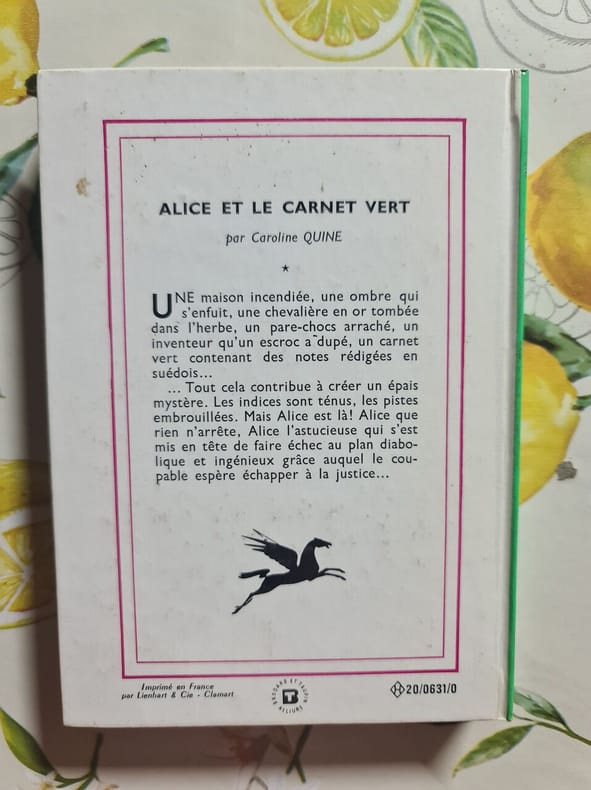 ALICE ET LE CARNET VERT
par Caroline QUINE
UNE maison incendiée, une ombre qui
s'enfuit, une chevalière en or tombée
dans l'herbe, un pare-chocs arraché, un
inventeur qu'un escroc a dupé, un carnet
vert contenant des notes rédigées en
suédois...
... Tout cela contribue à créer un épais
mystère. Les indices sont ténus, les pistes
embrouillées. Mais Alice est là! Alice que
rien n'arrête, Alice l'astucieuse qui s'est
mis en tête de faire échec au plan diabo-
lique et ingénieux grâce auquel le cou-
pable espère échapper à la justice...
Imprimé en France
par Lienhart & Cie - Clamart
BRODARD ET TAUPIN
RELIURE
H 20/0631/0